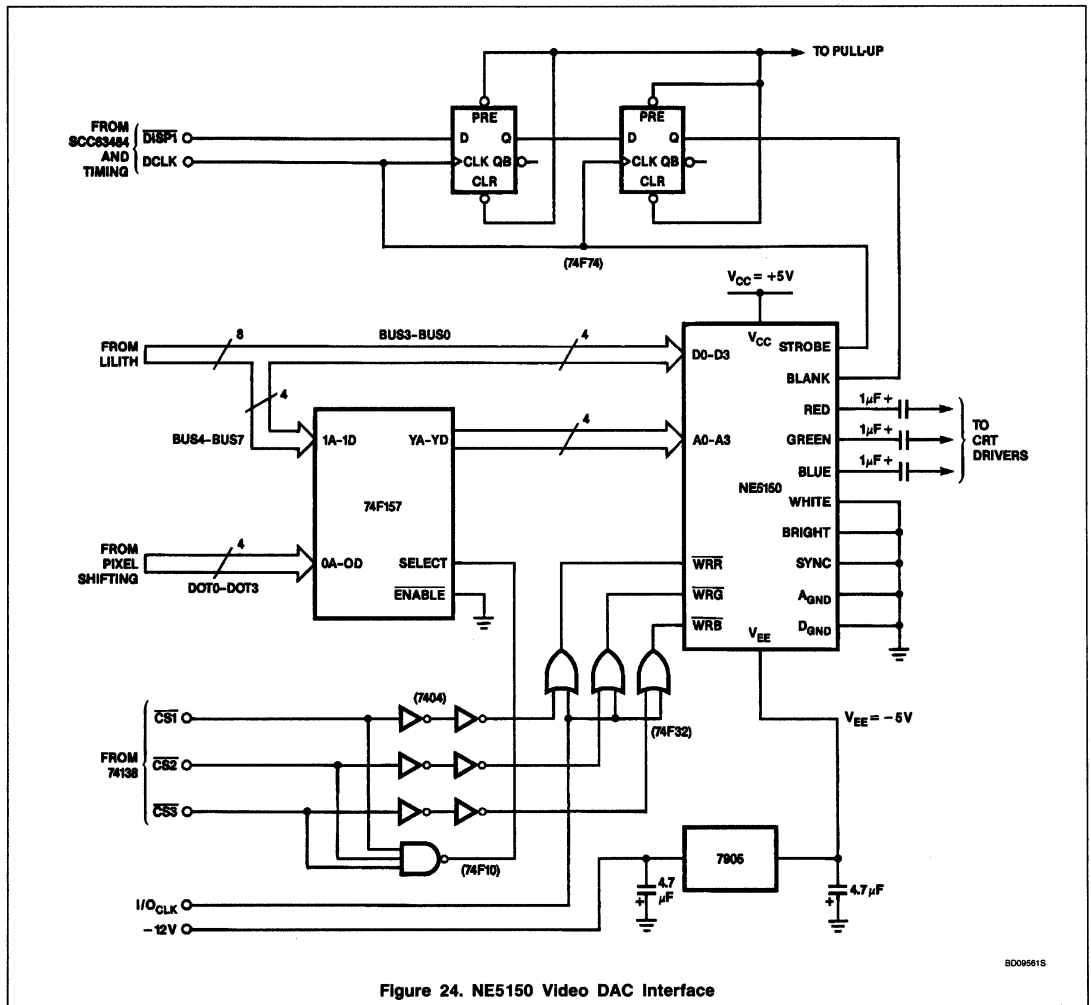 TO PULL-UP
FROM
SCC63484
AND
TIMING
DISP1
DCLK
PRE
D Q
CLK QB
CLR
PRE
D Q
CLK QB
CLR
(74F74)
VCC = +5V
FROM
LILITH
8
BUS3-BUS0
4
4
BUS4-BUS7
1A-1D
YA-YD
4
74F157
FROM
PIXEL
SHIFTING
4
DOT0-DOT3
0A-OD
SELECT
ENABLE
VCC
STROBE
D0-D3
BLANK
RED
1μF +
A0-A3
GREEN
1μF +
BLUE
1μF +
TO
CRT
DRIVERS
NE5150
WHITE
BRIGHT
WRR
SYNC
WRG
AGND
WRB
DGND
VEE
FROM
74138
CS1
CS2
CS3
(7404)
(74F32)
VEE = -5V
(74F10)
7905
4.7
μF
+
4.7μF
+
I/OCLK
-12V
BD09561S
Figure 24. NE5150 Video DAC Interface